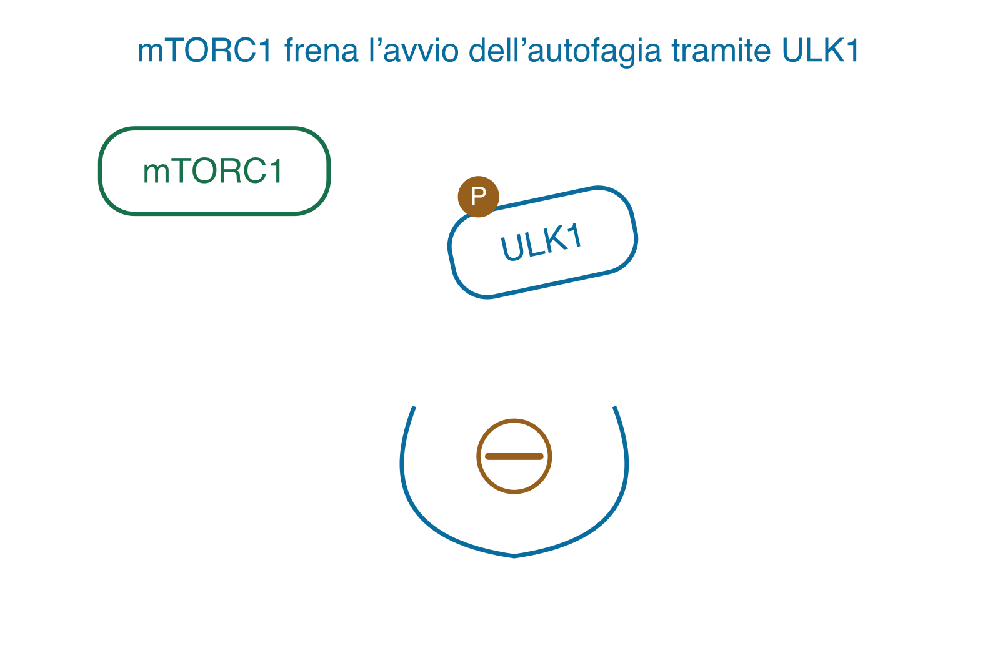 mTORC1 frena l’avvio dell’autofagia tramite ULK1
mTORC1
P
ULK1